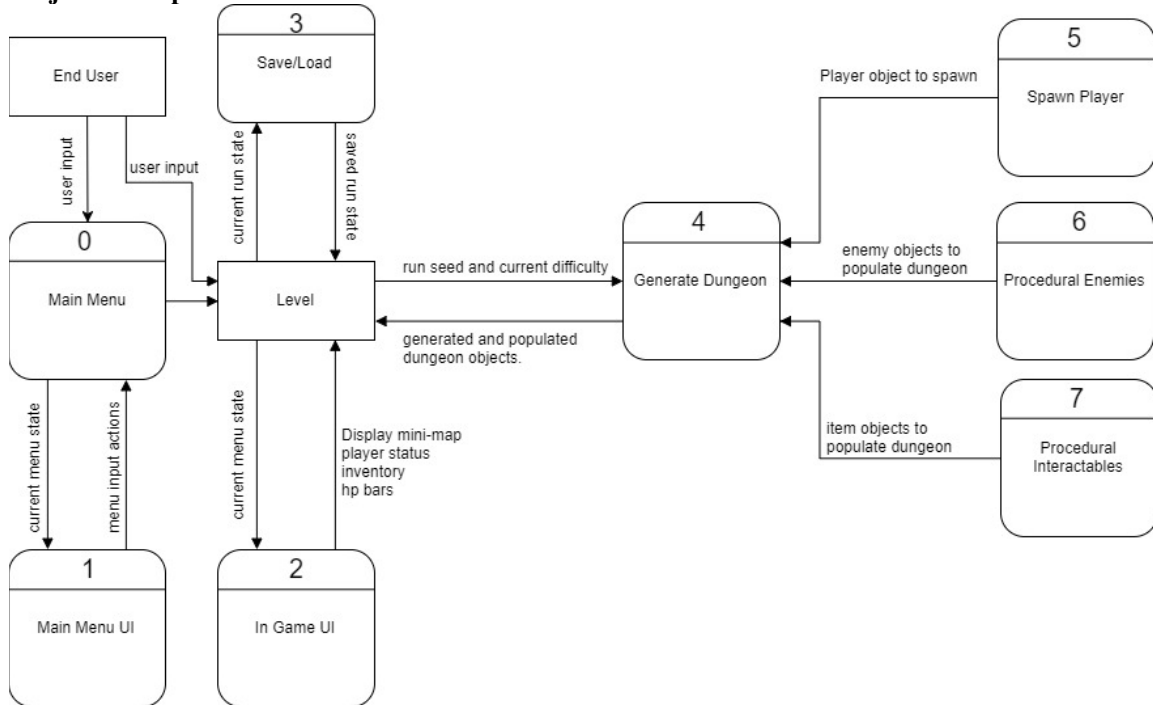 3
Save/Load
End User
5
Spawn Player
Player object to spawn
user input
user input
current run state
saved run state
0
Main Menu
Level
run seed and current difficulty
generated and populated
dungeon objects.
4
Generate Dungeon
enemy objects to
populate dungeon
6
Procedural Enemies
item objects to
populate dungeon
7
Procedural
Interactables
current menu state
menu input actions
current menu state
Display mini-map
player status
inventory
hp bars
1
Main Menu UI
2
In Game UI